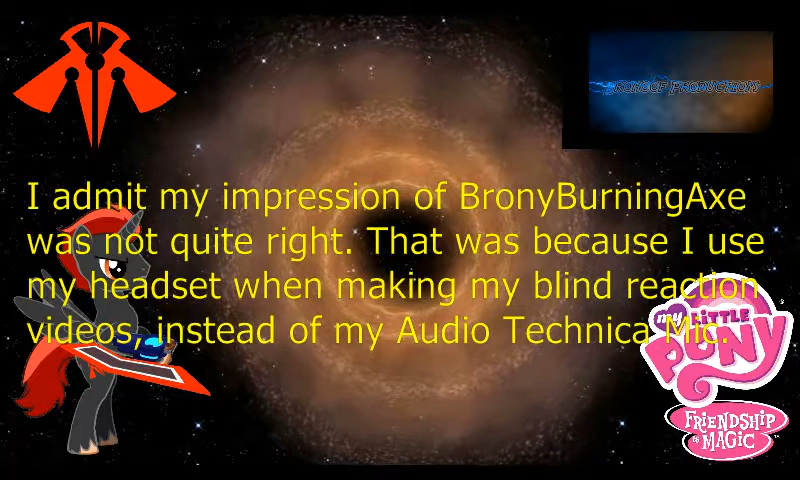 I admit my impression of BronyBurningAxe
was not quite right. That was because I use
my headset when making my blind reaction
videos, instead of my Audio Technica Mic.
my LiTTLE
PONY
FRiENDSHiP
is MAGiC